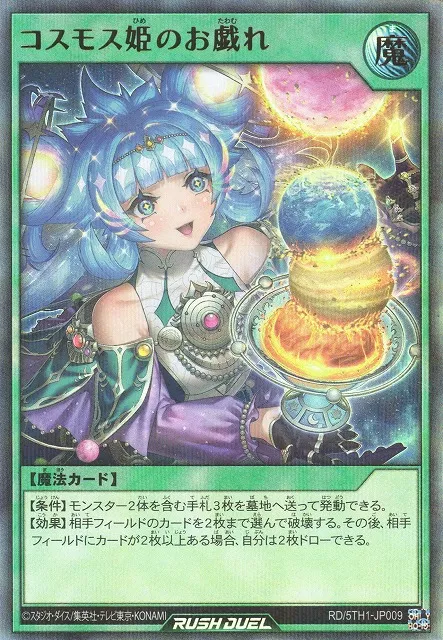 コスモス姫のお戯れ
魔
【魔法カード】
【条件】モンスター2体を含む手札3枚を墓地へ送って発動できる。
【効果】相手フィールドのカードを2枚まで選んで破壊する。その後、相手
フィールドにカードが2枚以上ある場合、自分は2枚ドローできる。
RD/5TH1-JP009
©スタジオ・ダイス/集英社・テレビ東京・KONAMI
RUSH DUEL